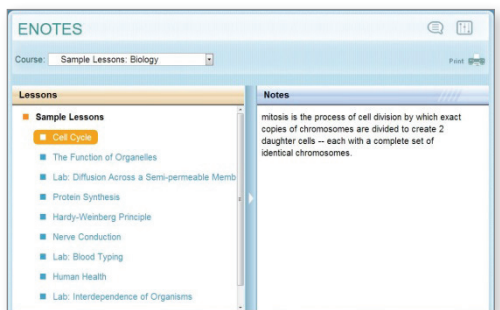 ENOTES
Course: Sample Lessons: Biology
Print
Lessons
Sample Lessons
Cell Cycle
The Function of Organelles
Lab: Diffusion Across a Semi-permeable Memb
Protein Synthesis
Hardy-Weinberg Principle
Nerve Conduction
Lab: Blood Typing
Human Health
Lab: Interdependence of Organisms
Notes
mitosis is the process of cell division by which exact
copies of chromosomes are divided to create 2
daughter cells -- each with a complete set of
identical chromosomes.